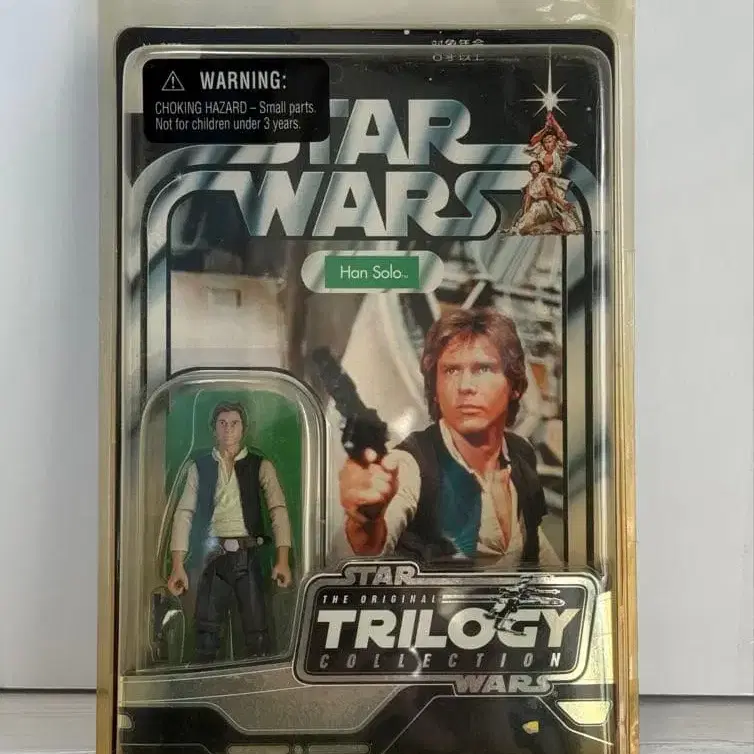 WARNING:
CHOKING HAZARD – Small parts.
Not for children under 3 years.
STAR
WARS
Han Solo™
STAR
THE ORIGINAL
TRILOGY
COLLECTION
WARS